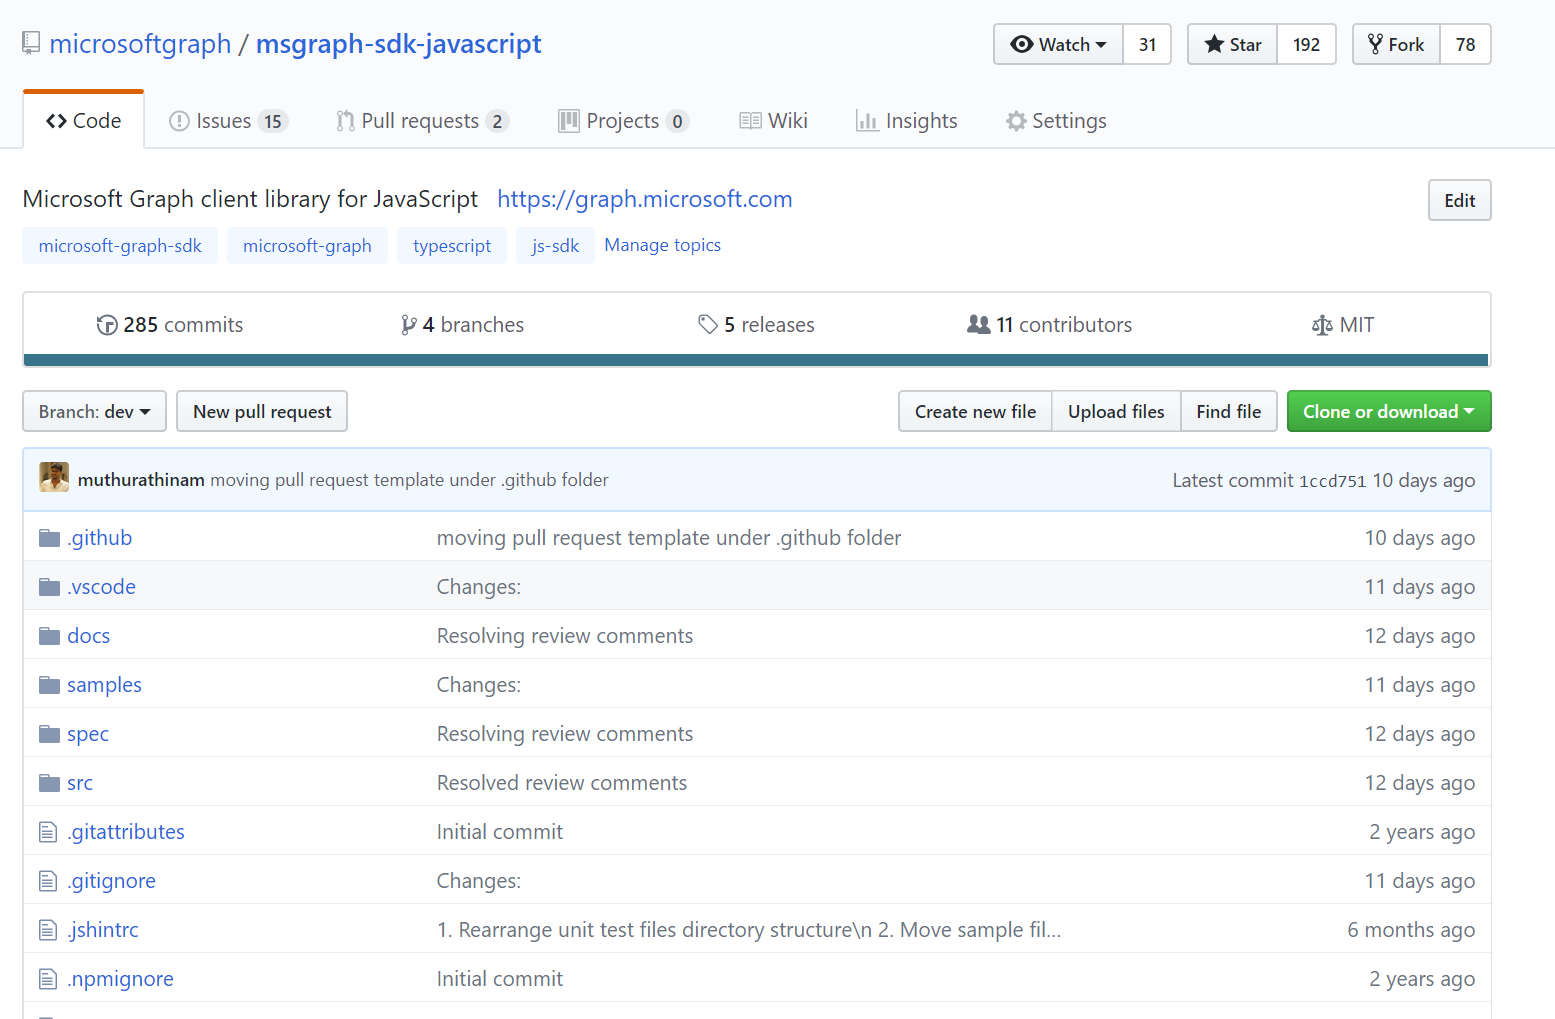 microsoftgraph / msgraph-sdk-javascript Watch 31 Star 192 Fork 78
Code Issues 15 Pull requests 2 Projects 0 Wiki Insights Settings
Microsoft Graph client library for JavaScript https://graph.microsoft.com Edit
microsoft-graph-sdk microsoft-graph typescript js-sdk Manage topics
285 commits 4 branches 5 releases 11 contributors MIT
Branch: dev New pull request Create new file Upload files Find file Clone or download
muthurathinam moving pull request template under .github folder Latest commit 1ccd751 10 days ago
.github moving pull request template under .github folder 10 days ago
.vscode Changes: 11 days ago
docs Resolving review comments 12 days ago
samples Changes: 11 days ago
spec Resolving review comments 12 days ago
src Resolved review comments 12 days ago
.gitattributes Initial commit 2 years ago
.gitignore Changes: 11 days ago
.jshintrc 1. Rearrange unit test files directory structure\n 2. Move sample fil... 6 months ago
.npmignore Initial commit 2 years ago